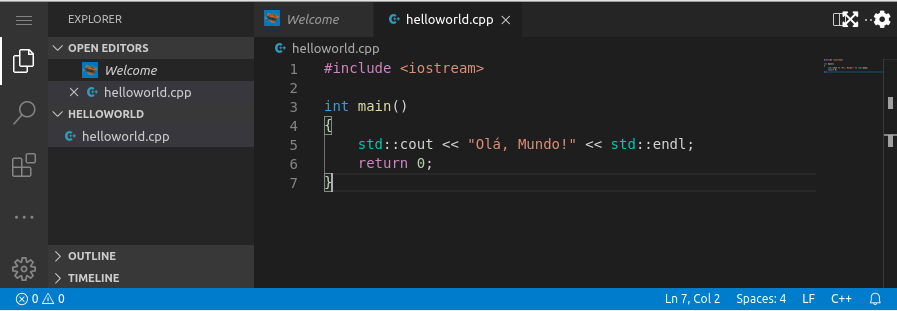 EXPLORER
OPEN EDITORS
Welcome
helloworld.cpp
HELLOWORLD
helloworld.cpp
OUTLINE
TIMELINE
Welcome
helloworld.cpp
helloworld.cpp
1 #include <iostream>
2
3 int main()
4 {
5 std::cout << "Olá, Mundo!" << std::endl;
6 return 0;
7 }
0 0 Ln 7, Col 2 Spaces: 4 LF C++